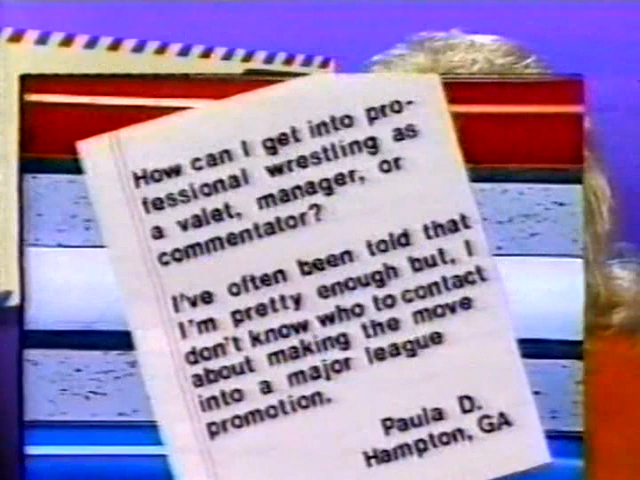 How can I get into pro-
fessional wrestling as
a valet, manager, or
commentator?
I've often been told that
I'm pretty enough but, I
don't know who to contact
about making the move
into a major league
promotion.
Paula D.
Hampton, GA